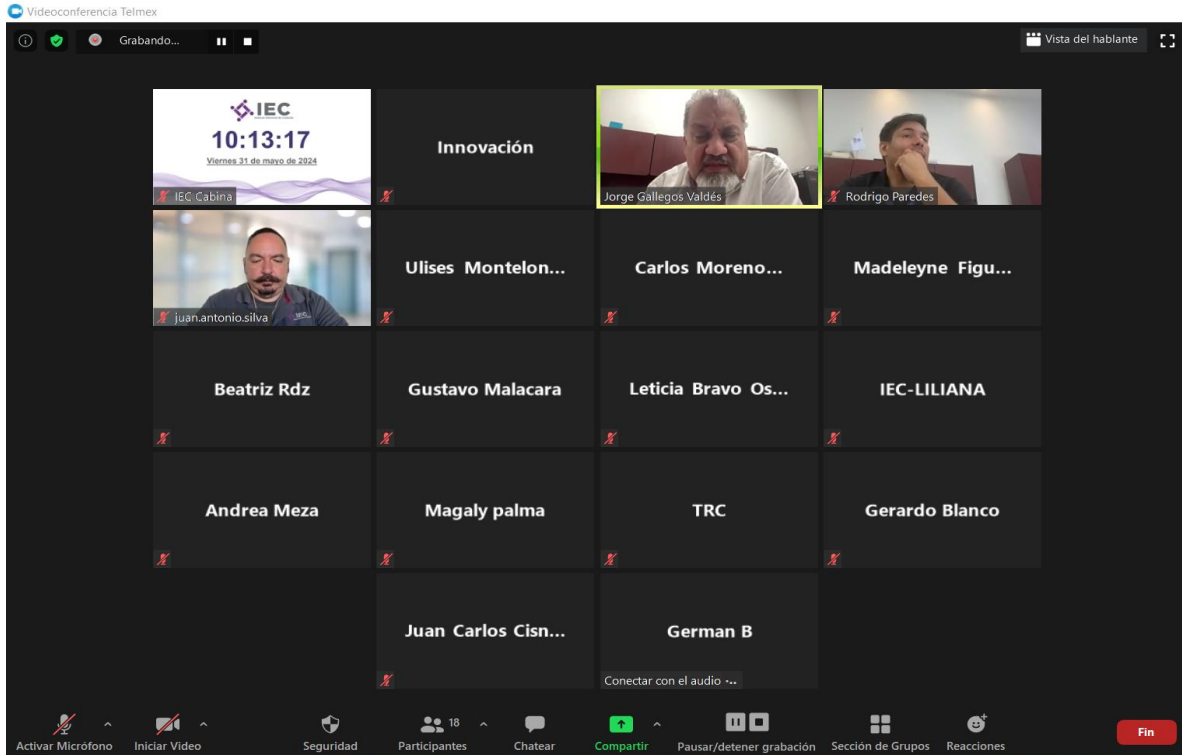 Videoconferencia Telmex
Grabando...
Vista del hablante
IEC
10:13:17
Viernes 31 de mayo de 2024
IEC Cabina
Innovación
Jorge Gallegos Valdés
Rodrigo Paredes
juan.antonio.silva
Ulises Montelon...
Carlos Moreno...
Madeleyne Figu...
Beatriz Rdz
Gustavo Malacara
Leticia Bravo Os...
IEC-LILIANA
Andrea Meza
Magaly palma
TRC
Gerardo Blanco
Juan Carlos Cisn...
German B
Conectar con el audio ·...
Activar Micrófono
Iniciar Video
Seguridad
18
Participantes
Chatear
Compartir
Pausar/detener grabación
Sección de Grupos
Reacciones
Fin